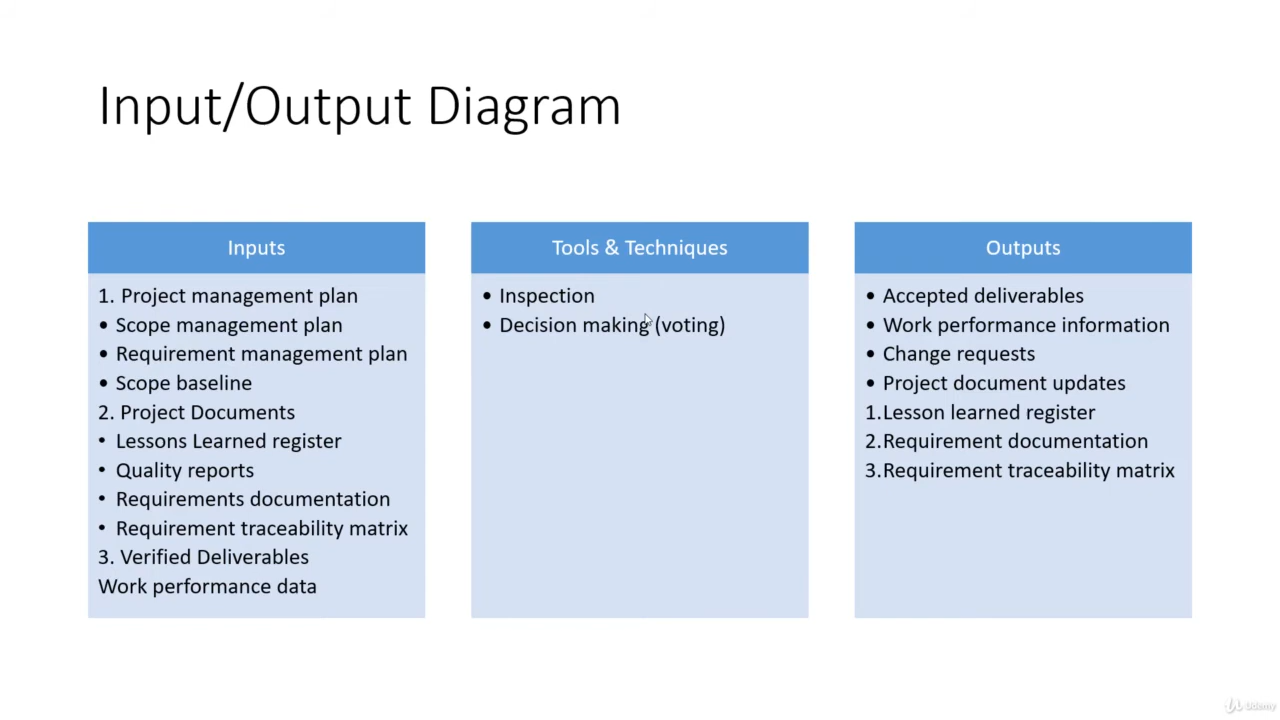 Input/Output Diagram
Inputs
1. Project management plan
• Scope management plan
• Requirement management plan
• Scope baseline
2. Project Documents
• Lessons Learned register
• Quality reports
• Requirements documentation
• Requirement traceability matrix
3. Verified Deliverables
Work performance data
Tools & Techniques
• Inspection
• Decision making (voting)
Outputs
• Accepted deliverables
• Work performance information
• Change requests
• Project document updates
1.Lesson learned register
2.Requirement documentation
3.Requirement traceability matrix
Udemy